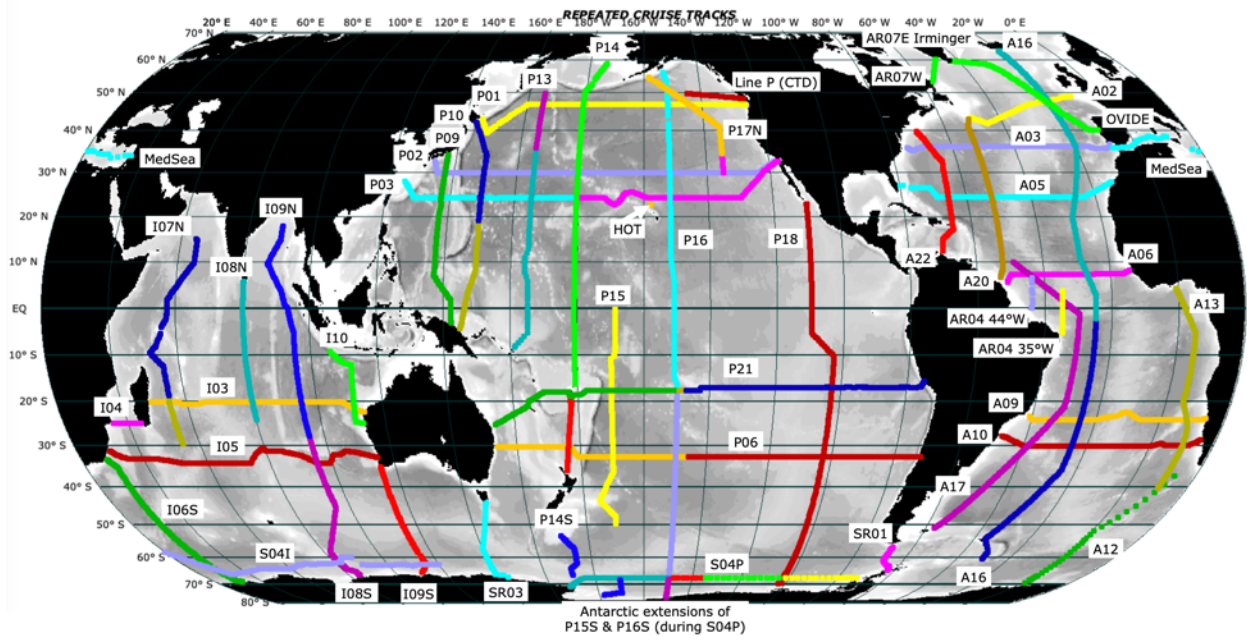 REPEATED CRUISE TRACKS
20° E 40° E 60° E 80° E 100° E 120° E 140° E 160° E 180° W 160° W 140° W 120° W 100° W 80° W 60° W 40° W 20° W 0° E
70° N
60° N
50° N
40° N
30° N
20° N
10° N
EQ
10° S
20° S
30° S
40° S
50° S
60° S
70° S
80° S
P14
AR07E Irminger
A16
P13
Line P (CTD)
AR07W
A02
P01
P10
OVIDE
P17N
A03
P09
P02
MedSea
MedSea
P03
A05
I09N
I07N
HOT
P16
P18
A22
A06
I08N
A20
P15
A13
AR04 44°W
I10
AR04 35°W
P21
I03
A09
I04
A10
I05
P06
A17
I06S
P14S
SR01
S04I
A12
S04P
A16
I08S
I09S
SR03
Antarctic extensions of
P15S & P16S (during S04P)